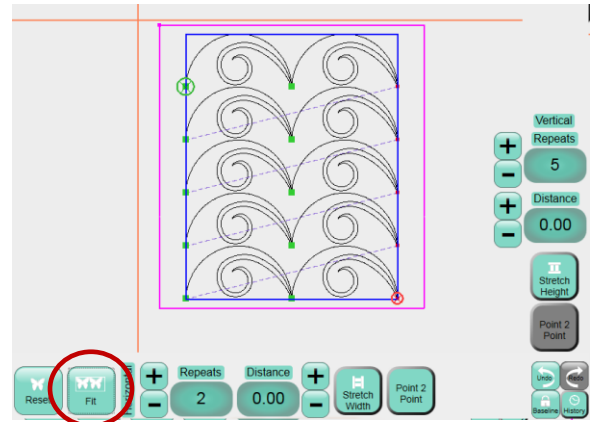 Vertical
Repeats
+
5
−
Distance
+
0.00
−
Stretch
Height
Point 2
Point
Reset
Fit
Horizontal
+
−
Repeats
2
Distance
0.00
+
−
Stretch
Width
Point 2
Point
Undo
Redo
Baseline
History